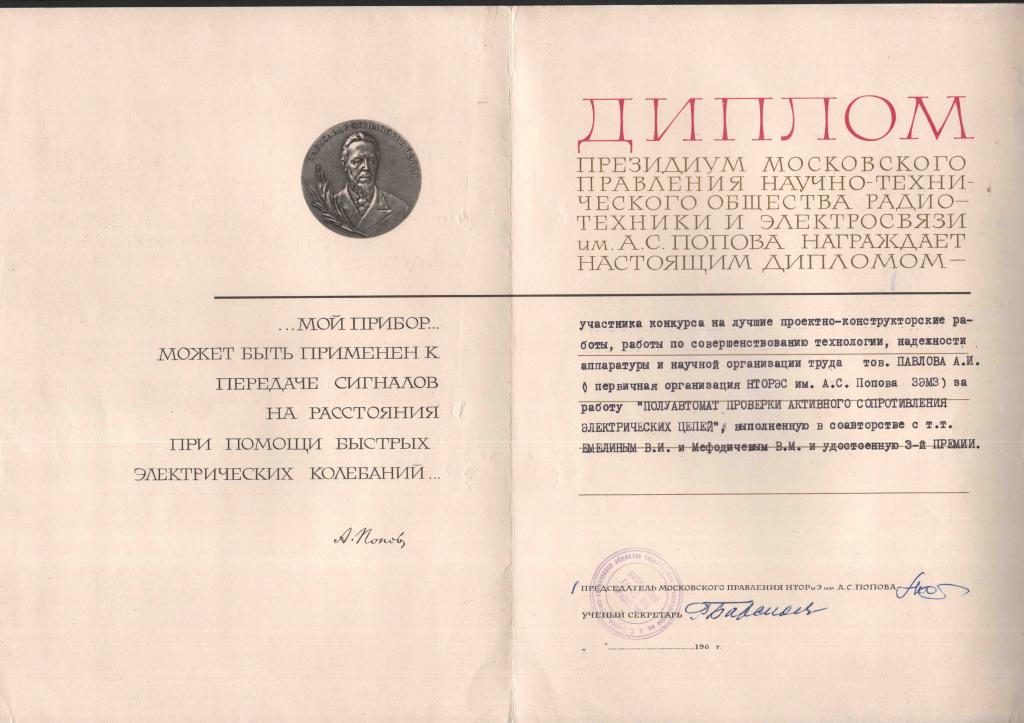 ...МОЙ ПРИБОР...
МОЖЕТ БЫТЬ ПРИМЕНЕН К
ПЕРЕДАЧЕ СИГНАЛОВ
НА РАССТОЯНИЯ
ПРИ ПОМОЩИ БЫСТРЫХ
ЭЛЕКТРИЧЕСКИХ КОЛЕБАНИЙ...
А. Попов
ДИПЛОМ
ПРЕЗИДИУМ МОСКОВСКОГО
ПРАВЛЕНИЯ НАУЧНО-ТЕХНИ-
ЧЕСКОГО ОБЩЕСТВА РАДИО-
ТЕХНИКИ И ЭЛЕКТРОСВЯЗИ
им. А.С. ПОПОВА НАГРАЖДАЕТ
НАСТОЯЩИМ ДИПЛОМОМ—
участника конкурса на лучшие проектно-конструкторские ра-
боты, работы по совершенствованию технологии, надежности
аппаратуры и научной организации труда тов. ПАВЛОВА А.И.
( первичная организация НТОРЭС им. А.С. Попова ЗЭМЗ) за
работу "ПОЛУАВТОМАТ ПРОВЕРКИ АКТИВНОГО СОПРОТИВЛЕНИЯ
ЭЛЕКТРИЧЕСКИХ ЦЕПЕЙ", выполненную в соавторстве с т.т.
ЕМЕЛИНЫМ В.И. и Мефодичевым В.М. и удостоенную 3-й ПРЕМИИ.
ПРЕДСЕДАТЕЛЬ МОСКОВСКОГО ПРАВЛЕНИЯ НТОРиЭ им А.С. ПОПОВА
УЧЕНЫЙ СЕКРЕТАРЬ
" "...............196 г.